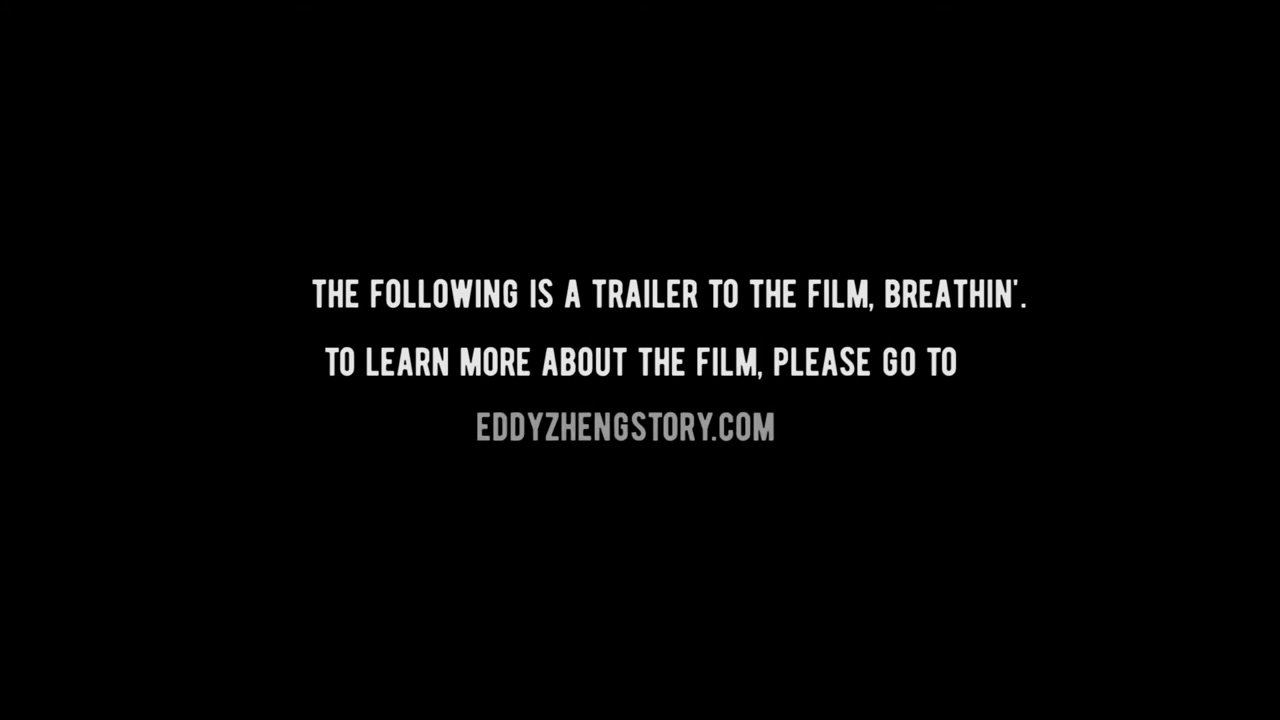 THE FOLLOWING IS A TRAILER TO THE FILM, BREATHIN'.
TO LEARN MORE ABOUT THE FILM, PLEASE GO TO
EDDYZHENGSTORY.COM